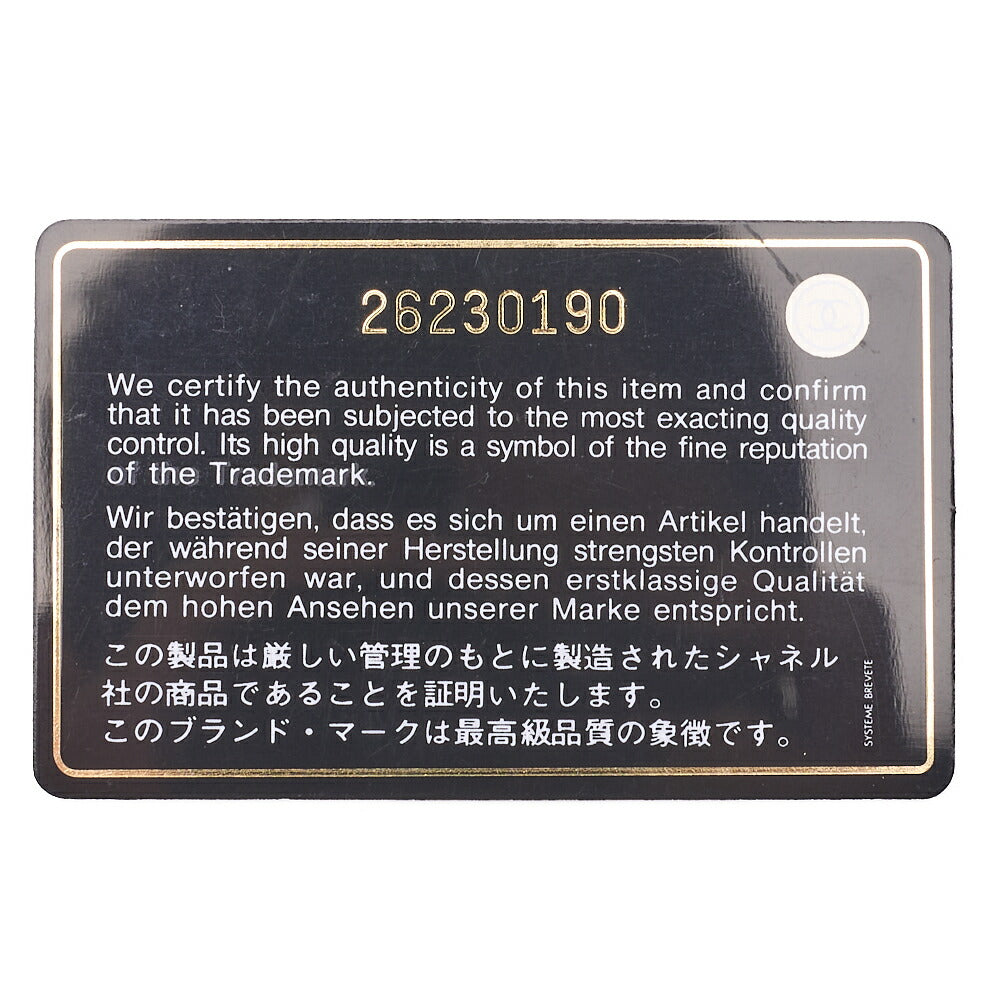 26230190
We certify the authenticity of this item and confirm
that it has been subjected to the most exacting quality
control. Its high quality is a symbol of the fine reputation
of the Trademark.
Wir bestätigen, dass es sich um einen Artikel handelt,
der während seiner Herstellung strengsten Kontrollen
unterworfen war, und dessen erstklassige Qualität
dem hohen Ansehen unserer Marke entspricht.
この製品は厳しい管理のもとに製造されたシャネル
社の商品であることを証明いたします。
このブランド・マークは最高級品質の象徴です。
SYSTEME BREVETE